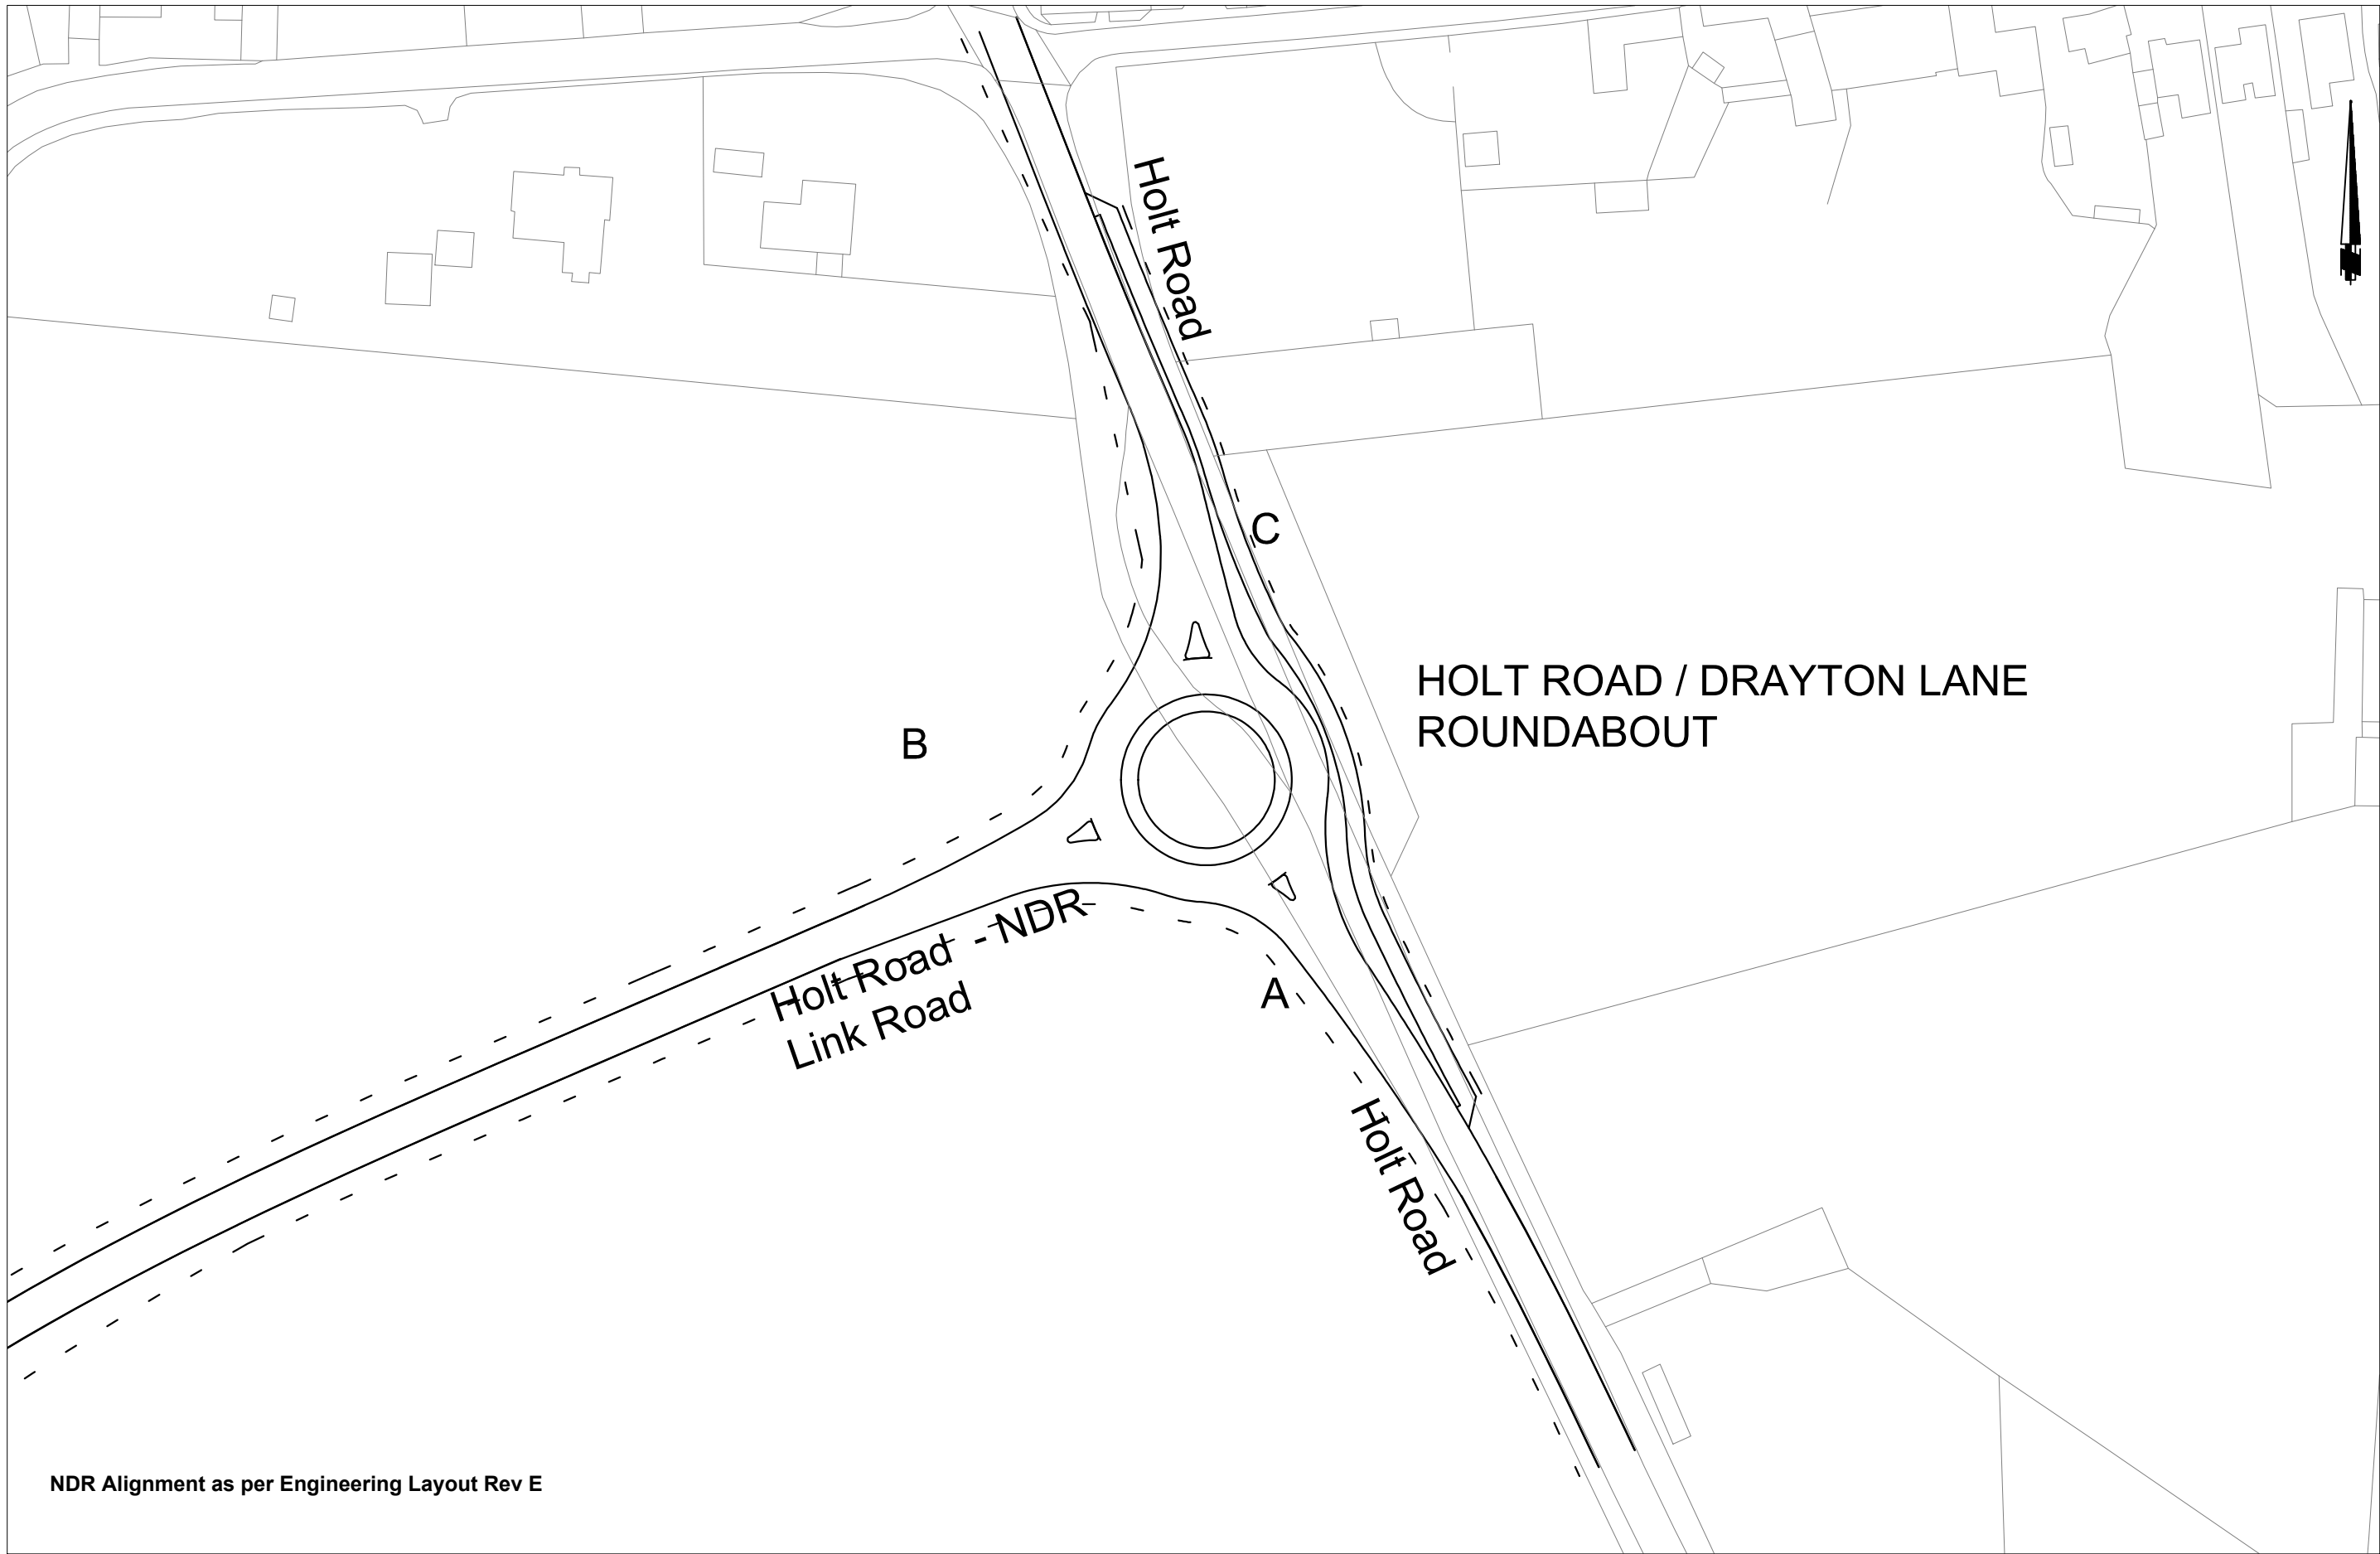 Holt Road
C
HOLT ROAD / DRAYTON LANE
ROUNDABOUT
B
Holt Road - NDR
Link Road
A
Holt Road
NDR Alignment as per Engineering Layout Rev E